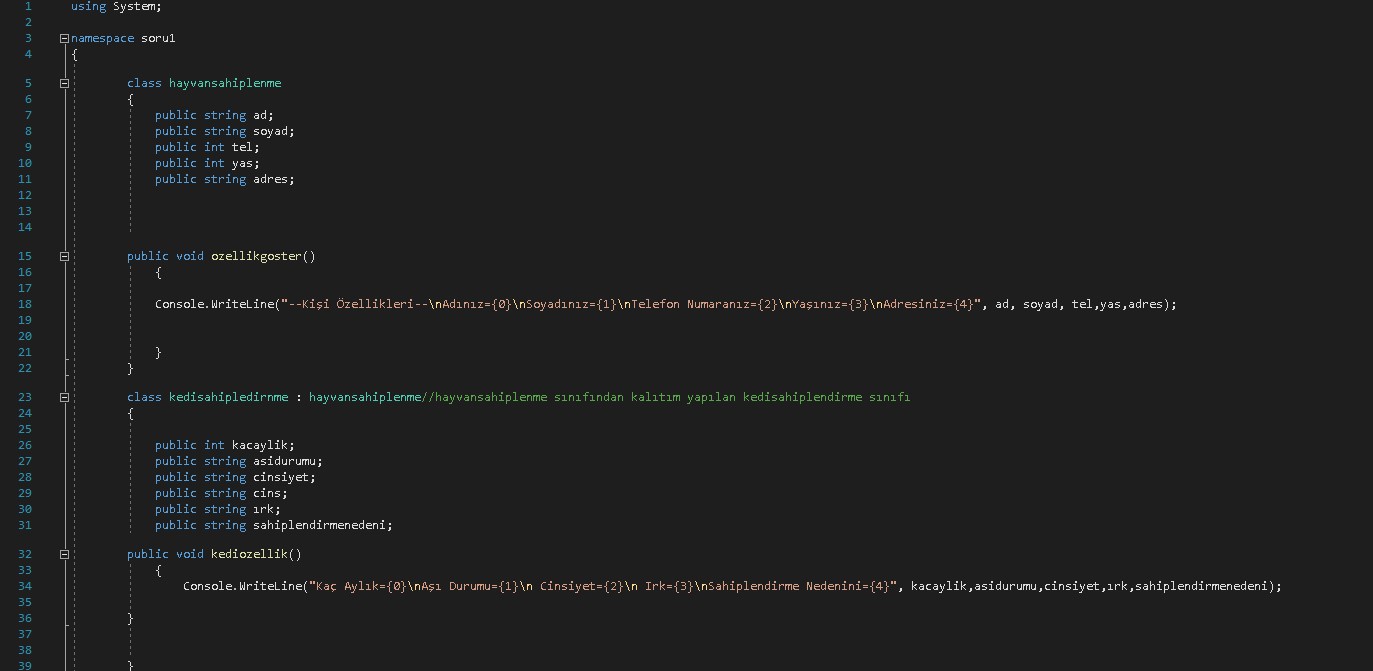 1 using System;
2
3 namespace soru1
4 {
5 class hayvansahiplenme
6 {
7 public string ad;
8 public string soyad;
9 public int tel;
10 public int yas;
11 public string adres;
12
13
14
15 public void ozellikgoster()
16 {
17
18 Console.WriteLine("--Kişi Özellikleri--\nAdınız={0}\nSoyadınız={1}\nTelefon Numaranız={2}\nYaşınız={3}\nAdresiniz={4}", ad, soyad, tel,yas,adres);
19
20
21 }
22 }
23 class kedisahipledirnme : hayvansahiplenme//hayvansahiplenme sınıfından kalıtım yapılan kedisahiplendirme sınıfı
24 {
25
26 public int kacaylik;
27 public string asidurumu;
28 public string cinsiyet;
29 public string cins;
30 public string ırk;
31 public string sahiplendirmenedeni;
32 public void kediozellik()
33 {
34 Console.WriteLine("Kaç Aylık={0}\nAşı Durumu={1}\n Cinsiyet={2}\n Irk={3}\nSahiplendirme Nedenini={4}", kacaylik,asidurumu,cinsiyet,ırk,sahiplendirmenedeni);
35
36 }
37
38
39 }